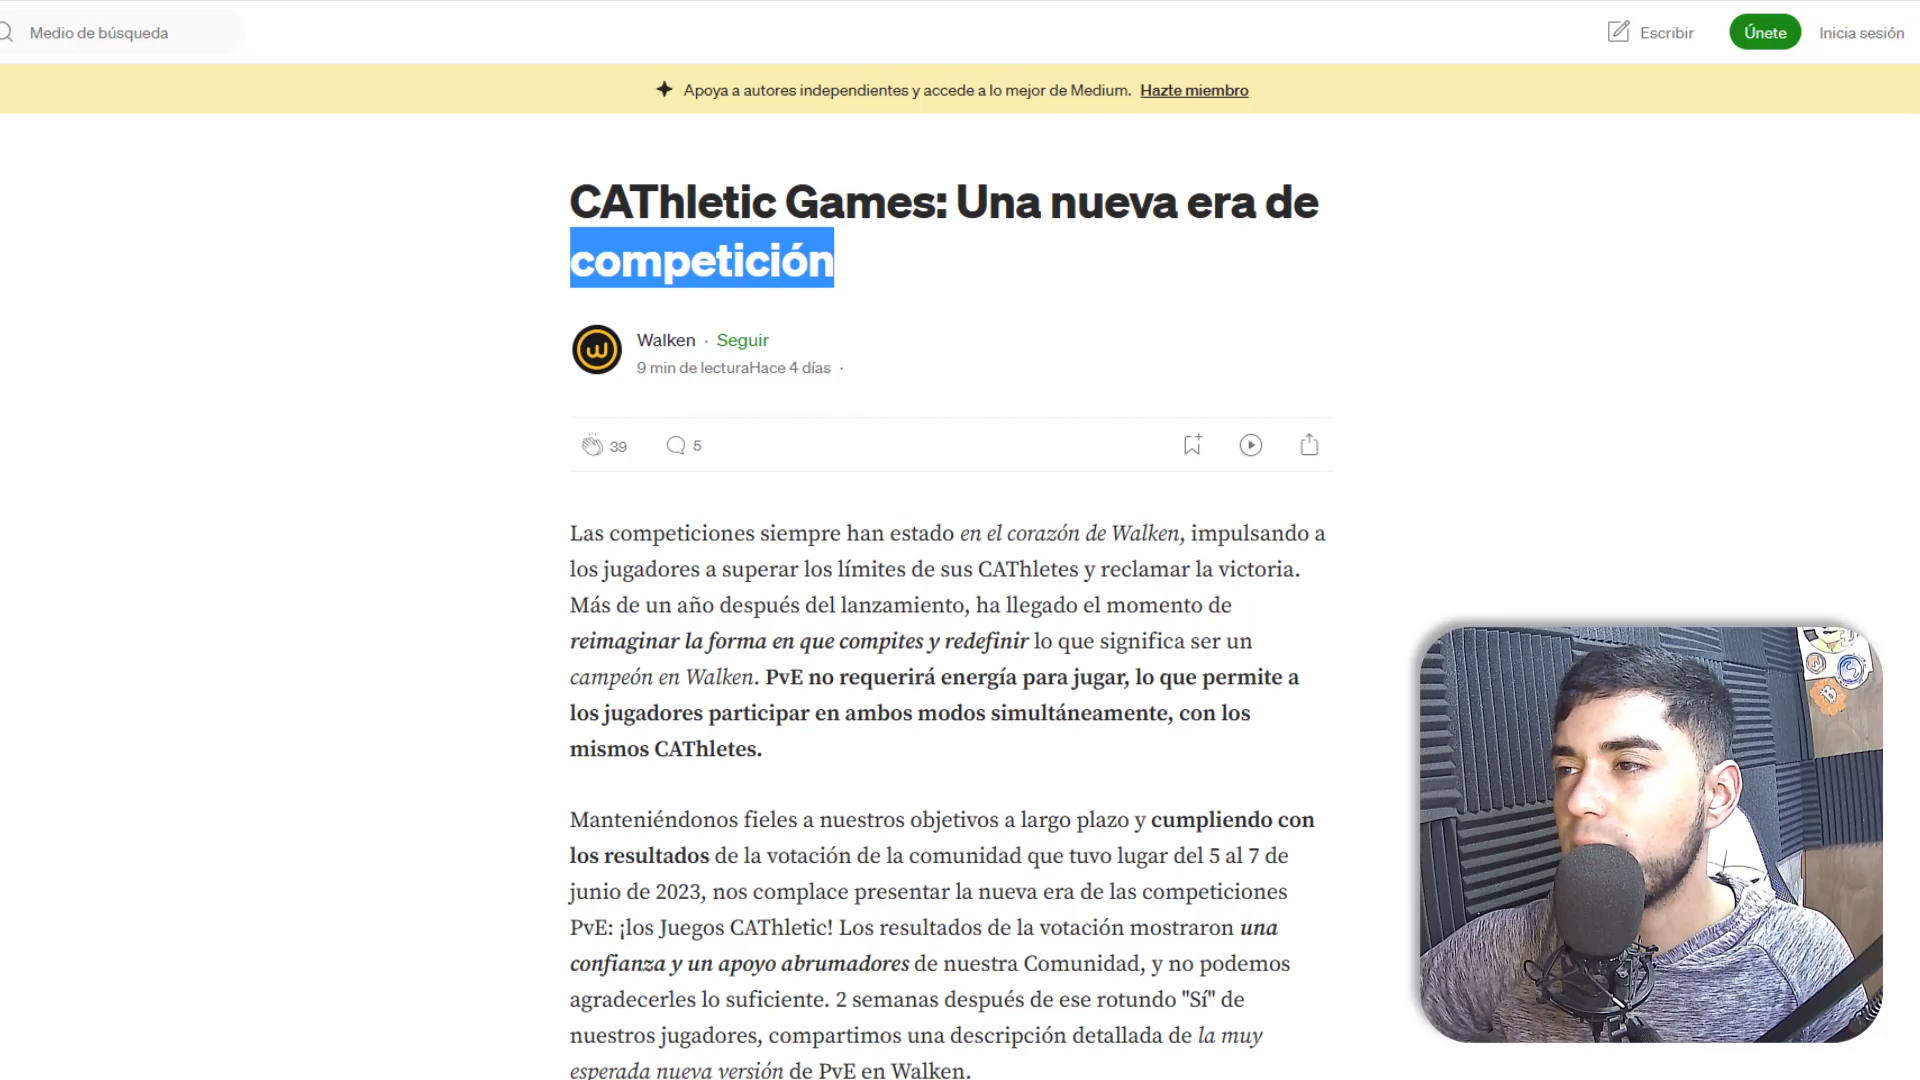 Medio de búsqueda
Escribir
Únete
Inicia sesión
Apoya a autores independientes y accede a lo mejor de Medium. Hazte miembro
CAThletic Games: Una nueva era de
competición
Walken · Seguir
9 min de lecturaHace 4 días ·
39
5
Las competiciones siempre han estado en el corazón de Walken, impulsando a
los jugadores a superar los límites de sus CAThletes y reclamar la victoria.
Más de un año después del lanzamiento, ha llegado el momento de
reimaginar la forma en que compites y redefinir lo que significa ser un
campeón en Walken. PvE no requerirá energía para jugar, lo que permite a
los jugadores participar en ambos modos simultáneamente, con los
mismos CAThletes.
Manteniéndonos fieles a nuestros objetivos a largo plazo y cumpliendo con
los resultados de la votación de la comunidad que tuvo lugar del 5 al 7 de
junio de 2023, nos complace presentar la nueva era de las competiciones
PvE: ¡los Juegos CAThletic! Los resultados de la votación mostraron una
confianza y un apoyo abrumadores de nuestra Comunidad, y no podemos
agradecerles lo suficiente. 2 semanas después de ese rotundo "Sí" de
nuestros jugadores, compartimos una descripción detallada de la muy
esperada nueva versión de PvE en Walken.